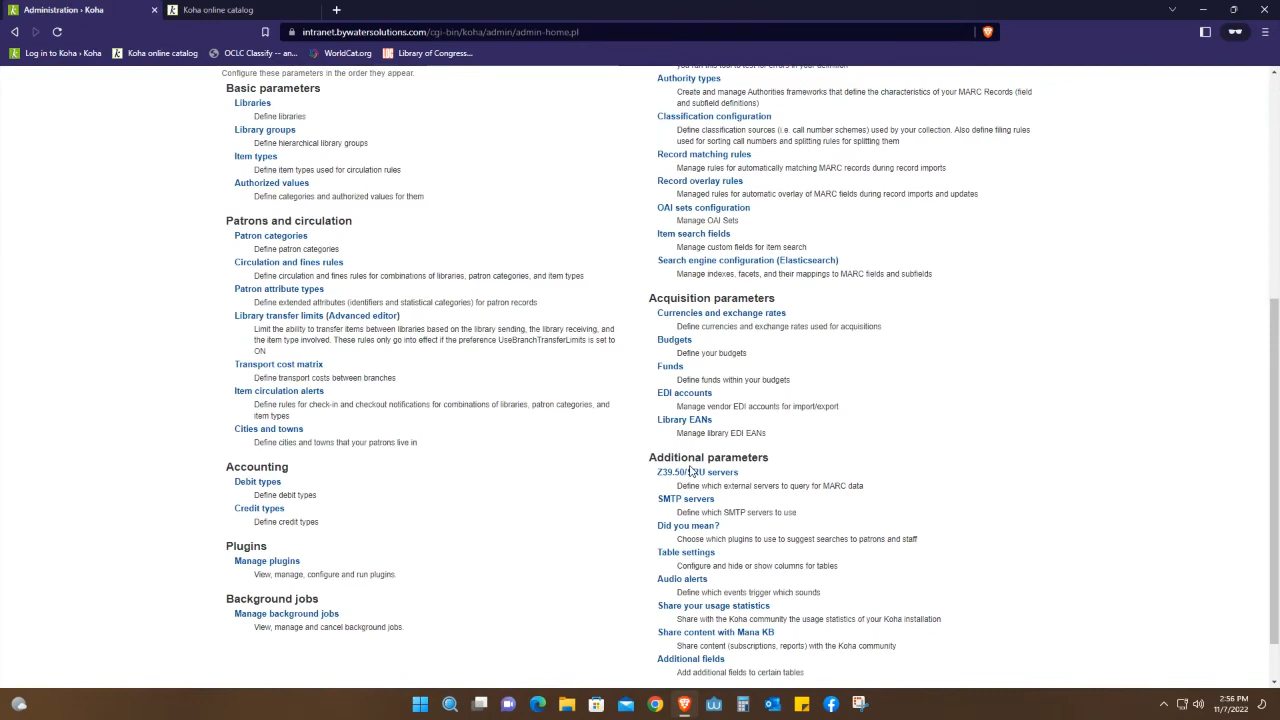 Administration › Koha
Koha online catalog
intranet.bywatersolutions.com/cgi-bin/koha/admin/admin-home.pl
Log in to Koha › Koha
Koha online catalog
OCLC Classify -- an...
WorldCat.org
Library of Congress...
Configure these parameters in the order they appear.
Basic parameters
Libraries
Define libraries
Library groups
Define hierarchical library groups
Item types
Define item types used for circulation rules
Authorized values
Define categories and authorized values for them
Patrons and circulation
Patron categories
Define patron categories
Circulation and fines rules
Define circulation and fines rules for combinations of libraries, patron categories, and item types
Patron attribute types
Define extended attributes (identifiers and statistical categories) for patron records
Library transfer limits (Advanced editor)
Limit the ability to transfer items between libraries based on the library sending, the library receiving, and
the item type involved. These rules only go into effect if the preference UseBranchTransferLimits is set to
ON
Transport cost matrix
Define transport costs between branches
Item circulation alerts
Define rules for check-in and checkout notifications for combinations of libraries, patron categories, and
item types
Cities and towns
Define cities and towns that your patrons live in
Accounting
Debit types
Define debit types
Credit types
Define credit types
Plugins
Manage plugins
View, manage, configure and run plugins.
Background jobs
Manage background jobs
View, manage and cancel background jobs.
you run this tool to test for errors in your definition
Authority types
Create and manage Authorities frameworks that define the characteristics of your MARC Records (field
and subfield definitions)
Classification configuration
Define classification sources (i.e. call number schemes) used by your collection. Also define filing rules
used for sorting call numbers and splitting rules for splitting them
Record matching rules
Manage rules for automatically matching MARC records during record imports
Record overlay rules
Managed rules for automatic overlay of MARC fields during record imports and updates
OAI sets configuration
Manage OAI Sets
Item search fields
Manage custom fields for item search
Search engine configuration (Elasticsearch)
Manage indexes, facets, and their mappings to MARC fields and subfields
Acquisition parameters
Currencies and exchange rates
Define currencies and exchange rates used for acquisitions
Budgets
Define your budgets
Funds
Define funds within your budgets
EDI accounts
Manage vendor EDI accounts for import/export
Library EANs
Manage library EDI EANs
Additional parameters
Z39.50/SRU servers
Define which external servers to query for MARC data
SMTP servers
Define which SMTP servers to use
Did you mean?
Choose which plugins to use to suggest searches to patrons and staff
Table settings
Configure and hide or show columns for tables
Audio alerts
Define which events trigger which sounds
Share your usage statistics
Share with the Koha community the usage statistics of your Koha installation
Share content with Mana KB
Share content (subscriptions, reports) with the Koha community
Additional fields
Add additional fields to certain tables
2:56 PM
11/7/2022